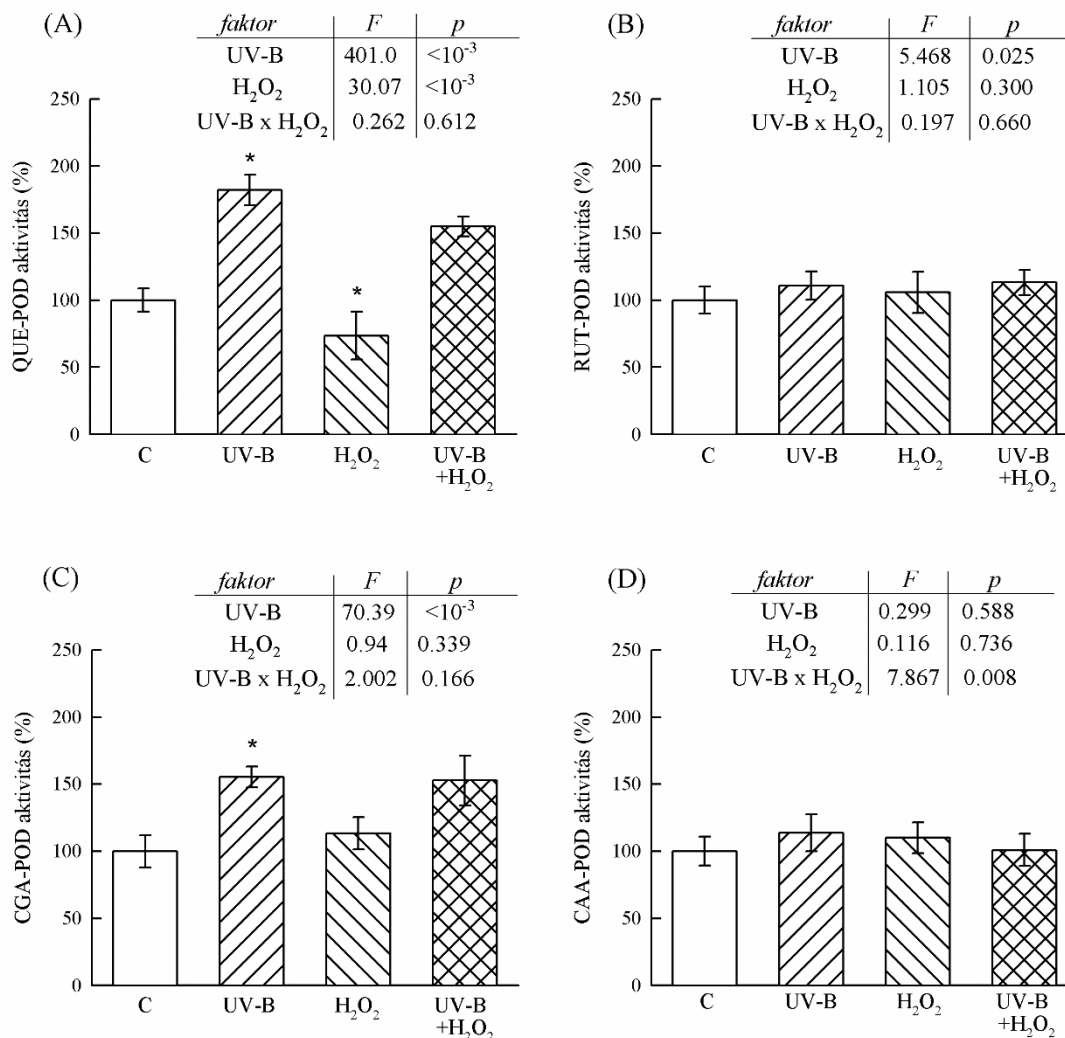 (A)
faktor F p
UV-B 401.0 <10⁻³
H₂O₂ 30.07 <10⁻³
UV-B x H₂O₂ 0.262 0.612
QUE-POD aktivitás (%)
250
200
150
100
50
0
*
*
C UV-B H₂O₂ UV-B
+H₂O₂
(B)
faktor F p
UV-B 5.468 0.025
H₂O₂ 1.105 0.300
UV-B x H₂O₂ 0.197 0.660
RUT-POD aktivitás (%)
250
200
150
100
50
0
C UV-B H₂O₂ UV-B
+H₂O₂
(C)
faktor F p
UV-B 70.39 <10⁻³
H₂O₂ 0.94 0.339
UV-B x H₂O₂ 2.002 0.166
CGA-POD aktivitás (%)
250
200
150
100
50
0
*
C UV-B H₂O₂ UV-B
+H₂O₂
(D)
faktor F p
UV-B 0.299 0.588
H₂O₂ 0.116 0.736
UV-B x H₂O₂ 7.867 0.008
CAA-POD aktivitás (%)
250
200
150
100
50
0
C UV-B H₂O₂ UV-B
+H₂O₂